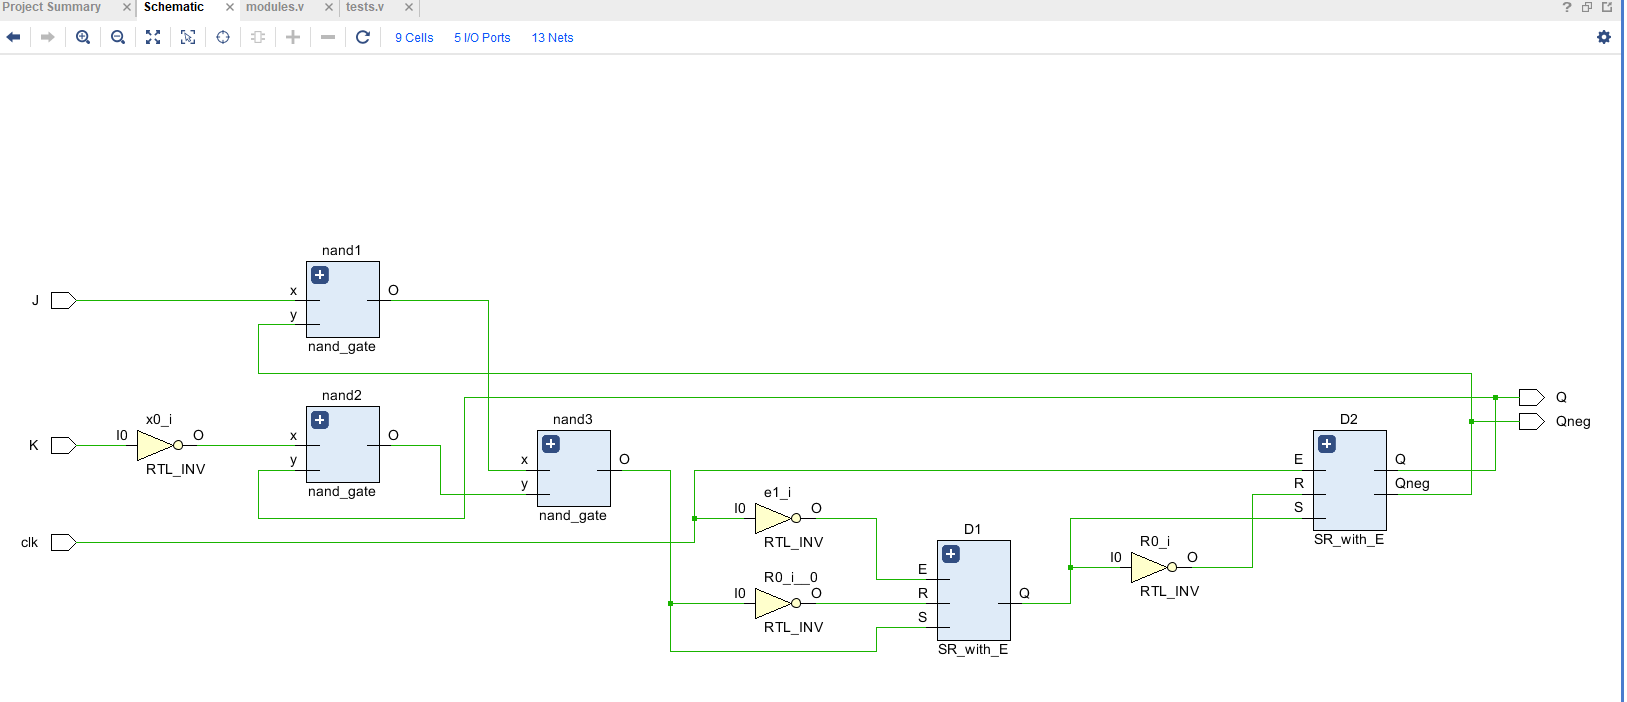 Project Summary × Schematic × modules.v × tests.v ×
9 Cells 5 I/O Ports 13 Nets
nand1
J
x
O
y
nand_gate
nand2
x0_i
K
I0
O
x
O
y
RTL_INV
nand_gate
nand3
x
O
y
nand_gate
clk
e1_i
I0
O
RTL_INV
R0_i__0
I0
O
RTL_INV
D1
E
R
S
Q
SR_with_E
R0_i
I0
O
RTL_INV
D2
E
R
S
Q
Qneg
SR_with_E
Q
Qneg